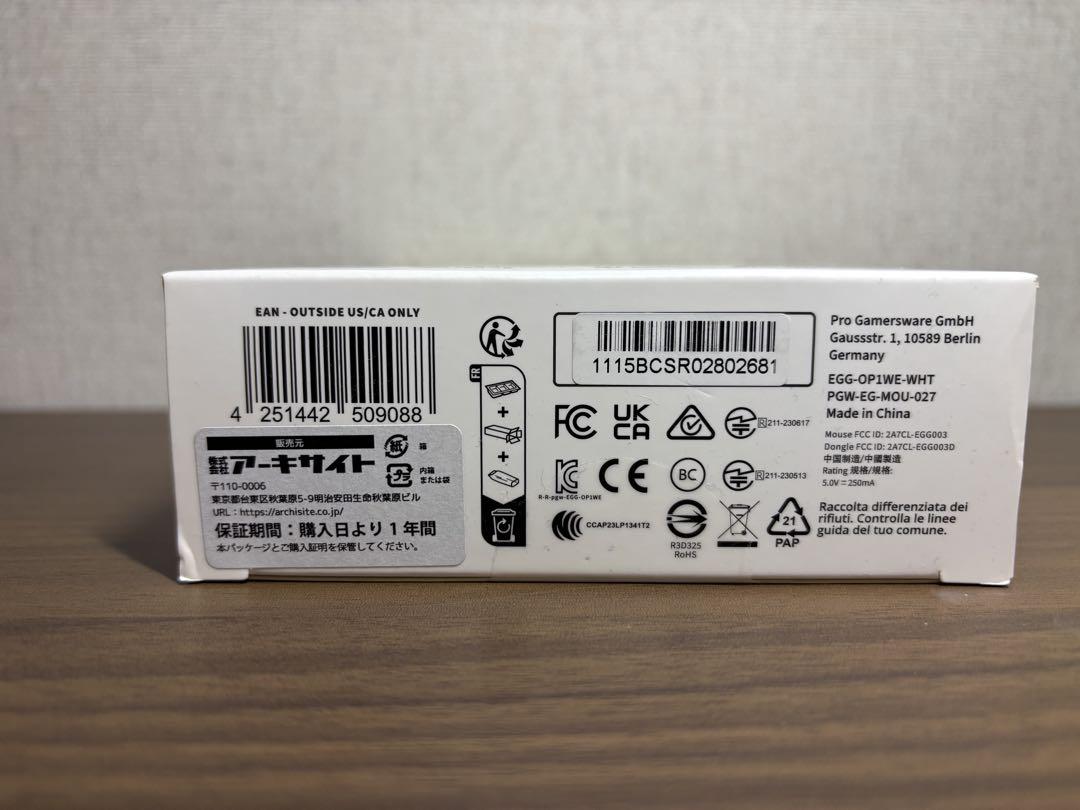 EAN - OUTSIDE US/CA ONLY
4 251442 509088
販売元
株式会社アーキサイト
紙 箱
プラ 内箱
または袋
〒110-0006
東京都台東区秋葉原5-9明治安田生命秋葉原ビル
URL：https://archisite.co.jp/
保証期間：購入日より1年間
本パッケージとご購入証明を保管してください。
FR
+
+
1115BCSR02802681
FC
UK
CA
R 211-230617
R-R-pgw-EGG-OP1WE
CE
BC
R 211-230513
CCAP23LP1341T2
R3D325
RoHS
21
PAP
Pro Gamersware GmbH
Gaussstr. 1, 10589 Berlin
Germany
EGG-OP1WE-WHT
PGW-EG-MOU-027
Made in China
Mouse FCC ID: 2A7CL-EGG003
Dongle FCC ID: 2A7CL-EGG003D
中国制造/中國製造
Rating 规格/規格:
5.0V⎓250mA
Raccolta differenziata dei
rifiuti. Controlla le linee
guida del tuo comune.